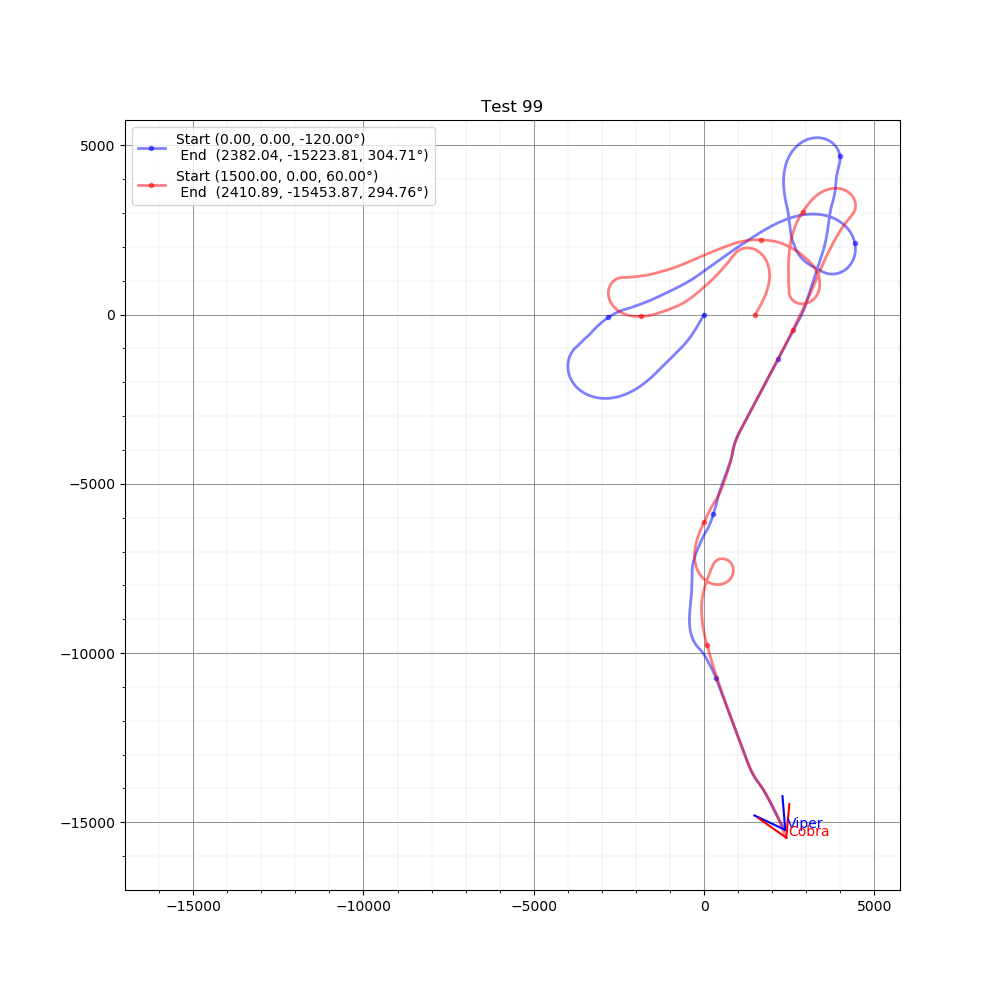 Test 99
Start (0.00, 0.00, -120.00°)
End (2382.04, -15223.81, 304.71°)
Start (1500.00, 0.00, 60.00°)
End (2410.89, -15453.87, 294.76°)
5000
0
−5000
−10000
−15000
Viper
Cobra
−15000
−10000
−5000
0
5000